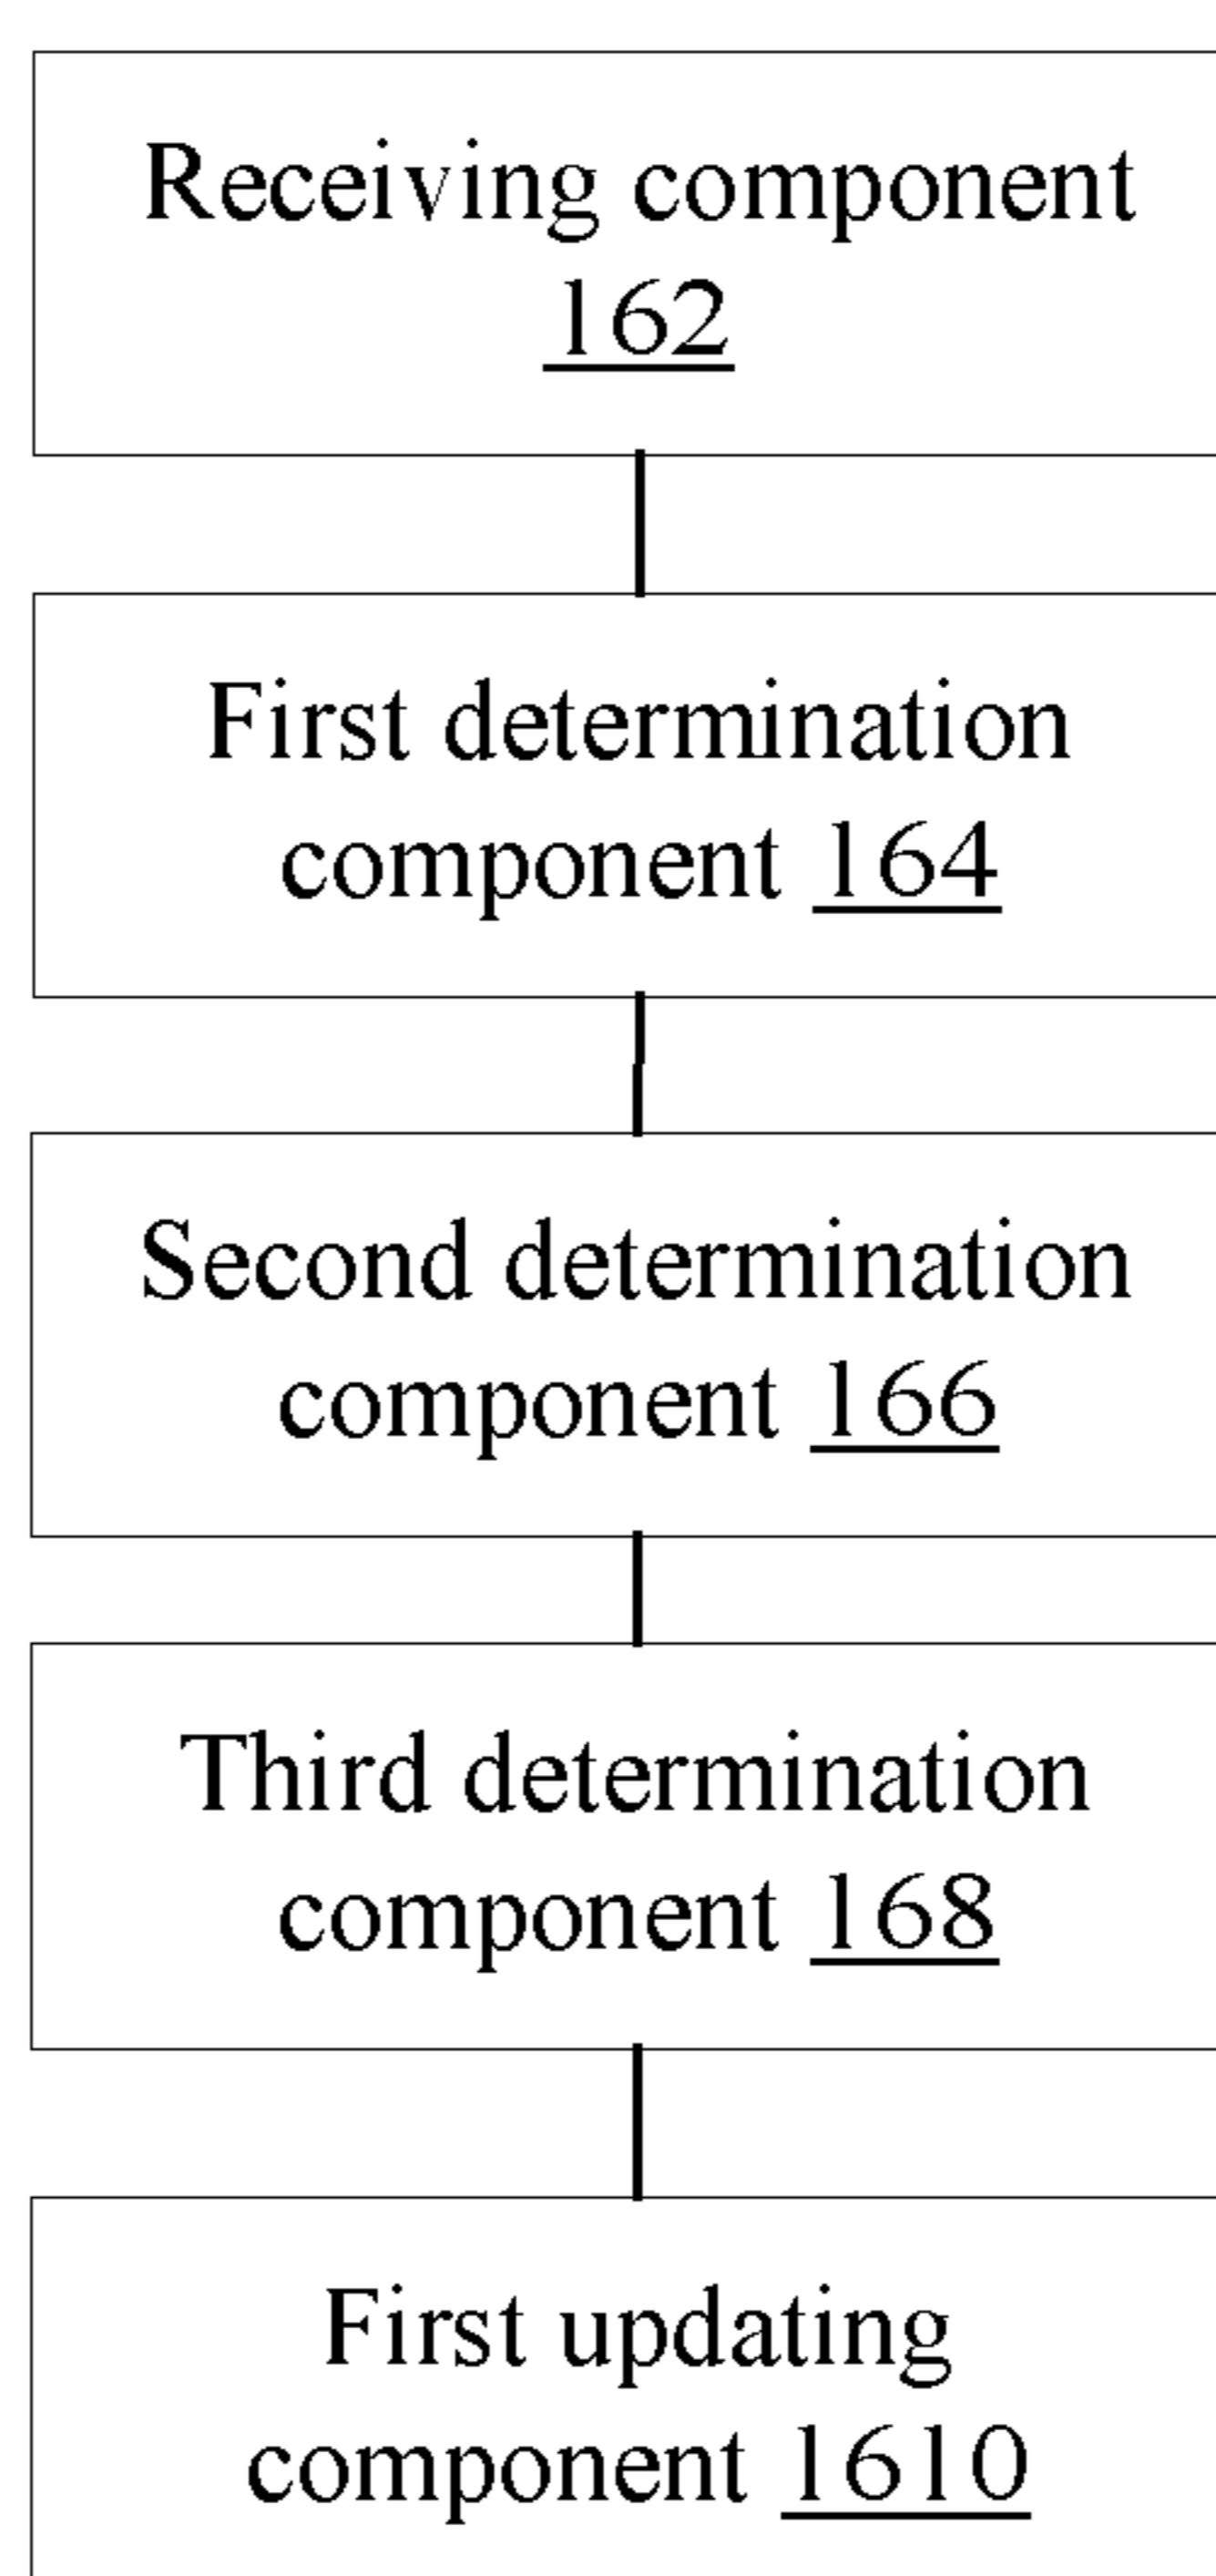 Receiving component
162
First determination
component 164
Second determination
component 166
Third determination
component 168
First updating
component 1610